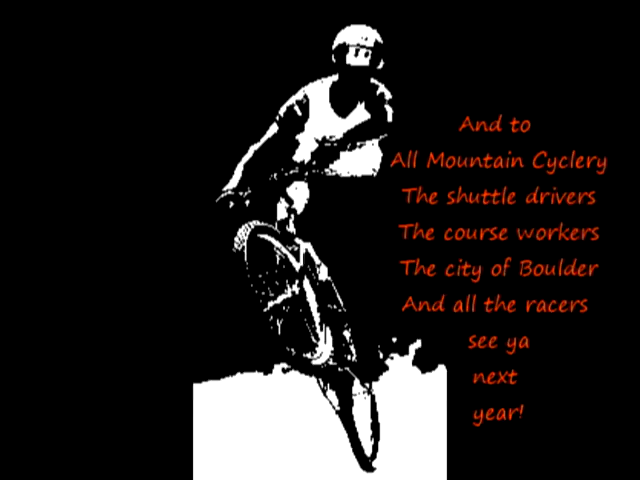 And to
All Mountain Cyclery
The shuttle drivers
The course workers
The city of Boulder
And all the racers
see ya
next
year!